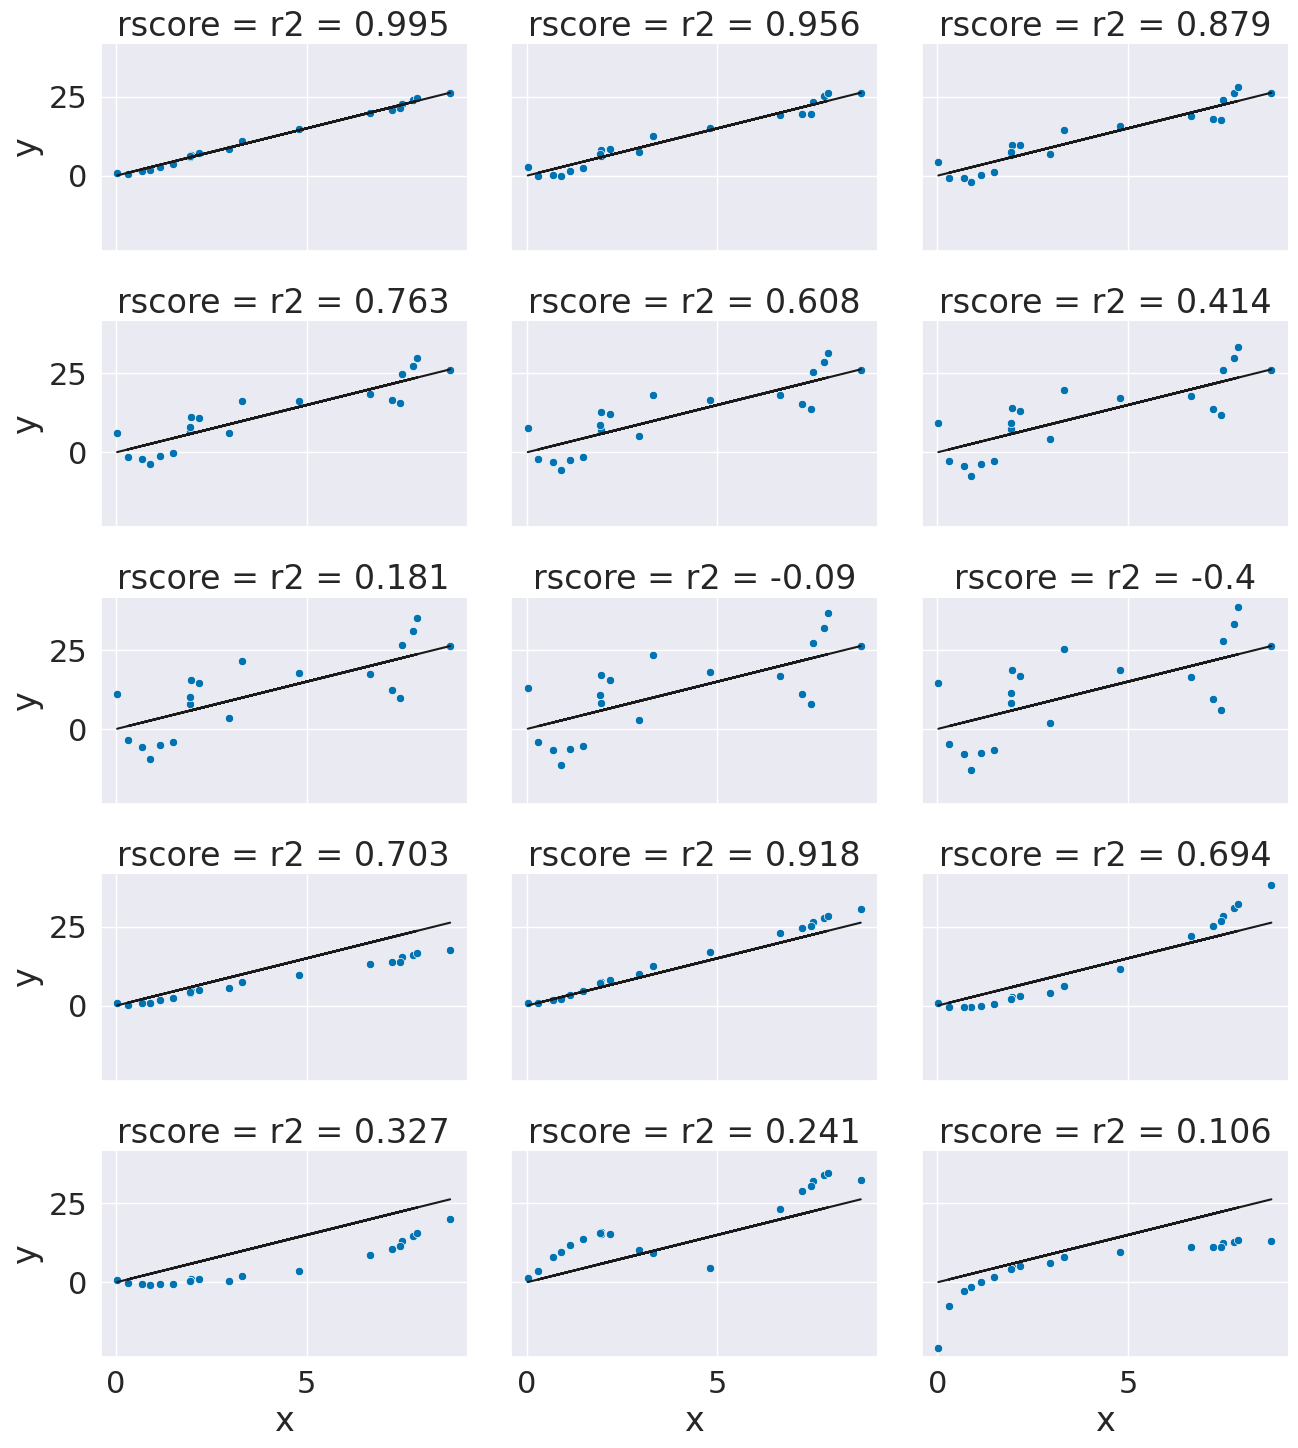 rscore = r2 = 0.995 rscore = r2 = 0.956 rscore = r2 = 0.879
25
y
0
rscore = r2 = 0.763 rscore = r2 = 0.608 rscore = r2 = 0.414
25
y
0
rscore = r2 = 0.181 rscore = r2 = -0.09 rscore = r2 = -0.4
25
y
0
rscore = r2 = 0.703 rscore = r2 = 0.918 rscore = r2 = 0.694
25
y
0
rscore = r2 = 0.327 rscore = r2 = 0.241 rscore = r2 = 0.106
25
y
0
0 5 0 5 0 5
x x x